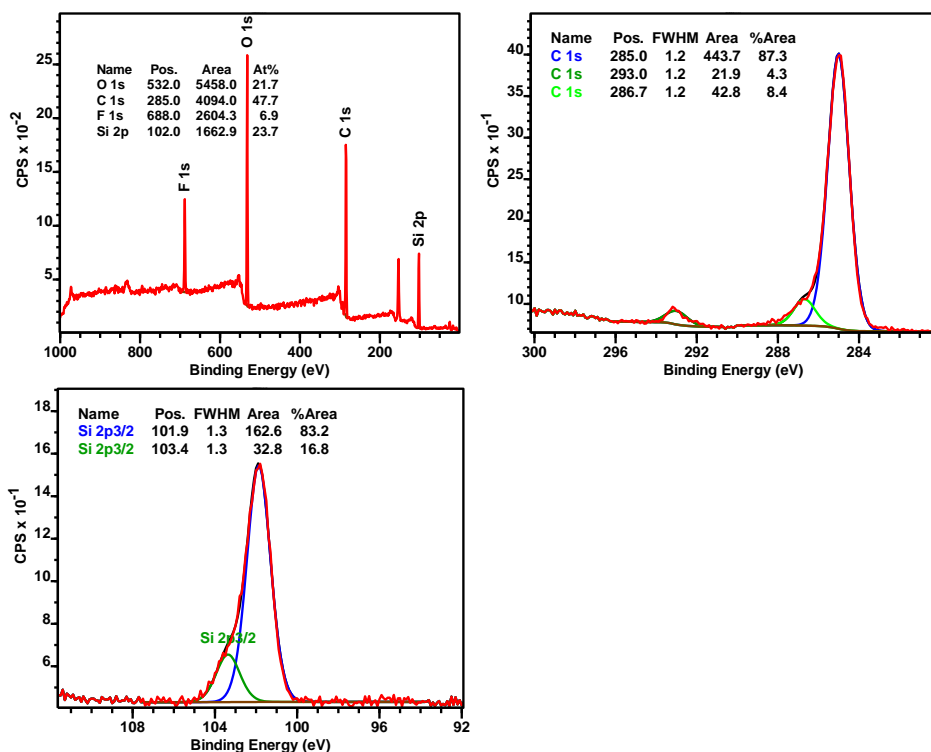 O 1s
25
Name Pos. Area At%
O 1s 532.0 5458.0 21.7
C 1s 285.0 4094.0 47.7
F 1s 688.0 2604.3 6.9
Si 2p 102.0 1662.9 23.7
C 1s
20
CPS x 10-2
F 1s
15
Si 2p
10
5
1000 800 600 400 200
Binding Energy (eV)
Name Pos. FWHM Area %Area
C 1s 285.0 1.2 443.7 87.3
C 1s 293.0 1.2 21.9 4.3
C 1s 286.7 1.2 42.8 8.4
40
30
CPS x 10-1
20
10
300 296 292 288 284
Binding Energy (eV)
18
Name Pos. FWHM Area %Area
Si 2p3/2 101.9 1.3 162.6 83.2
Si 2p3/2 103.4 1.3 32.8 16.8
16
14
CPS x 10-1
12
10
8
Si 2p3/2
6
108 104 100 96 92
Binding Energy (eV)